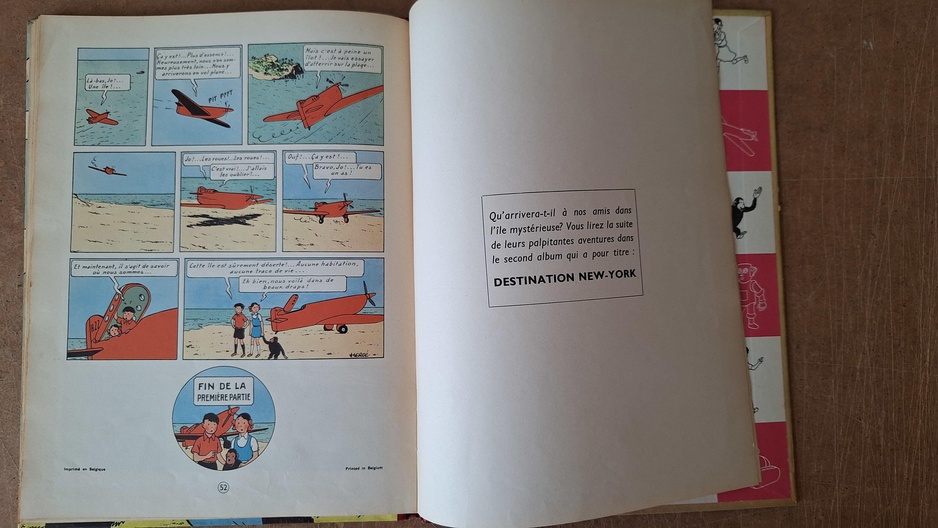 Là-bas, Jo!...
Une île!...
Ça y est!... Plus d'essence!...
Heureusement, nous n'en som-
mes plus très loin... Nous y
arriverons en vol plané...
PIT PFFT
Mais c'est à peine un
îlot!... Je vais essayer
d'atterrir sur la plage...
Jo!... Les roues!... Les roues!...
C'est vrai!... J'allais
les oublier!...
Ouf!... Ça y est!...
Bravo, Jo!... Tu es
un as!
Et maintenant, il s'agit de savoir
où nous sommes...
Cette île est sûrement déserte!... Aucune habitation,
aucune trace de vie...
Eh bien, nous voilà dans de
beaux draps!
HERGÉ
FIN DE LA
PREMIÈRE PARTIE
Imprimé en Belgique
Printed in Belgium
52
Qu'arrivera-t-il à nos amis dans
l'île mystérieuse? Vous lirez la suite
de leurs palpitantes aventures dans
le second album qui a pour titre :
DESTINATION NEW-YORK